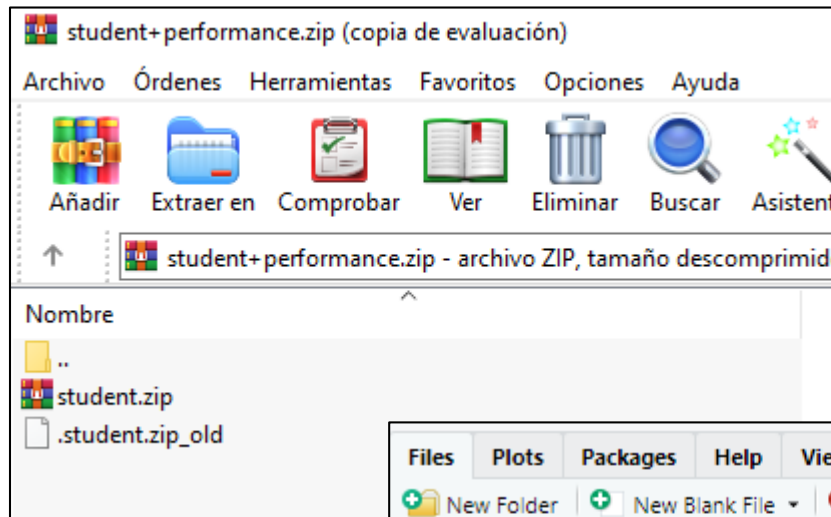 student+performance.zip (copia de evaluación)
Archivo Órdenes Herramientas Favoritos Opciones Ayuda
Añadir Extraer en Comprobar Ver Eliminar Buscar Asistent
student+performance.zip - archivo ZIP, tamaño descomprimid
Nombre
..
student.zip
.student.zip_old
Files Plots Packages Help Vie
New Folder New Blank File